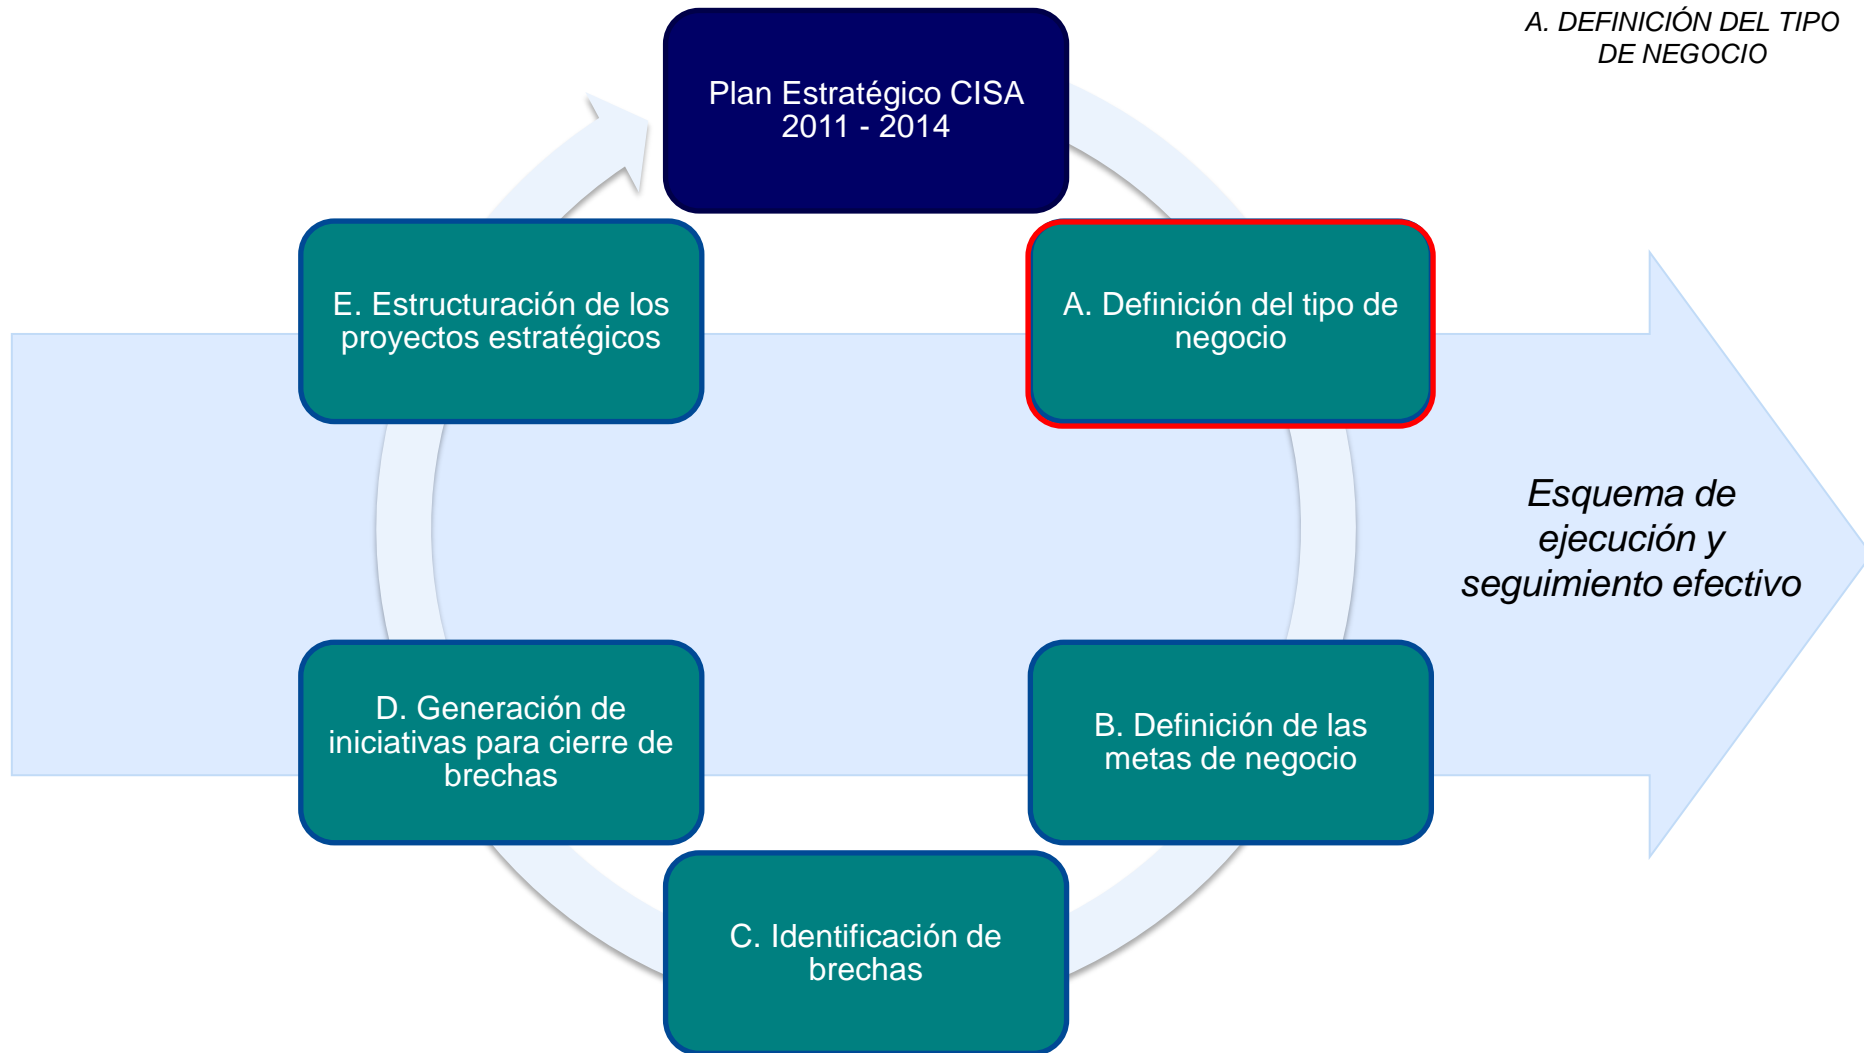 A. DEFINICIÓN DEL TIPO
DE NEGOCIO
Plan Estratégico CISA
2011 - 2014
A. Definición del tipo de
negocio
B. Definición de las
metas de negocio
C. Identificación de
brechas
D. Generación de
iniciativas para cierre de
brechas
E. Estructuración de los
proyectos estratégicos
Esquema de
ejecución y
seguimiento efectivo